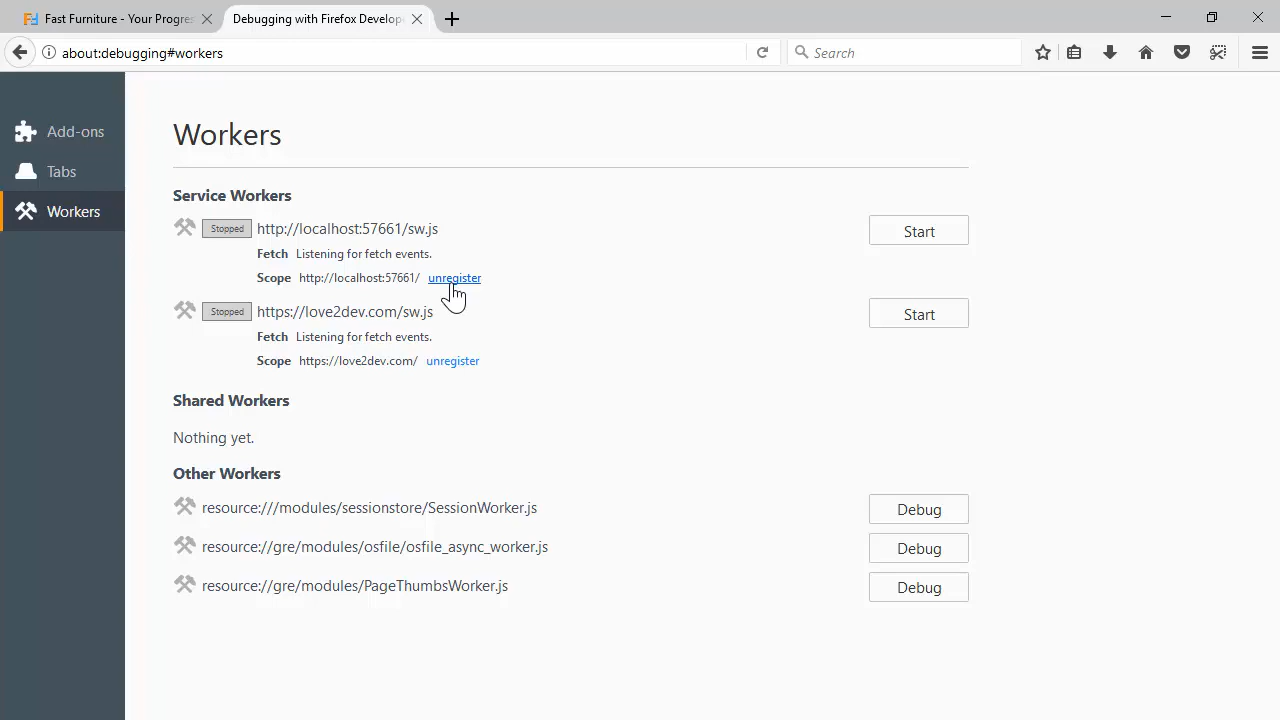 Fast Furniture - Your Progres
Debugging with Firefox Develop
about:debugging#workers
Search
Add-ons
Tabs
Workers
Workers
Service Workers
Stopped http://localhost:57661/sw.js Start
Fetch Listening for fetch events.
Scope http://localhost:57661/ unregister
Stopped https://love2dev.com/sw.js Start
Fetch Listening for fetch events.
Scope https://love2dev.com/ unregister
Shared Workers
Nothing yet.
Other Workers
resource:///modules/sessionstore/SessionWorker.js Debug
resource://gre/modules/osfile/osfile_async_worker.js Debug
resource://gre/modules/PageThumbsWorker.js Debug